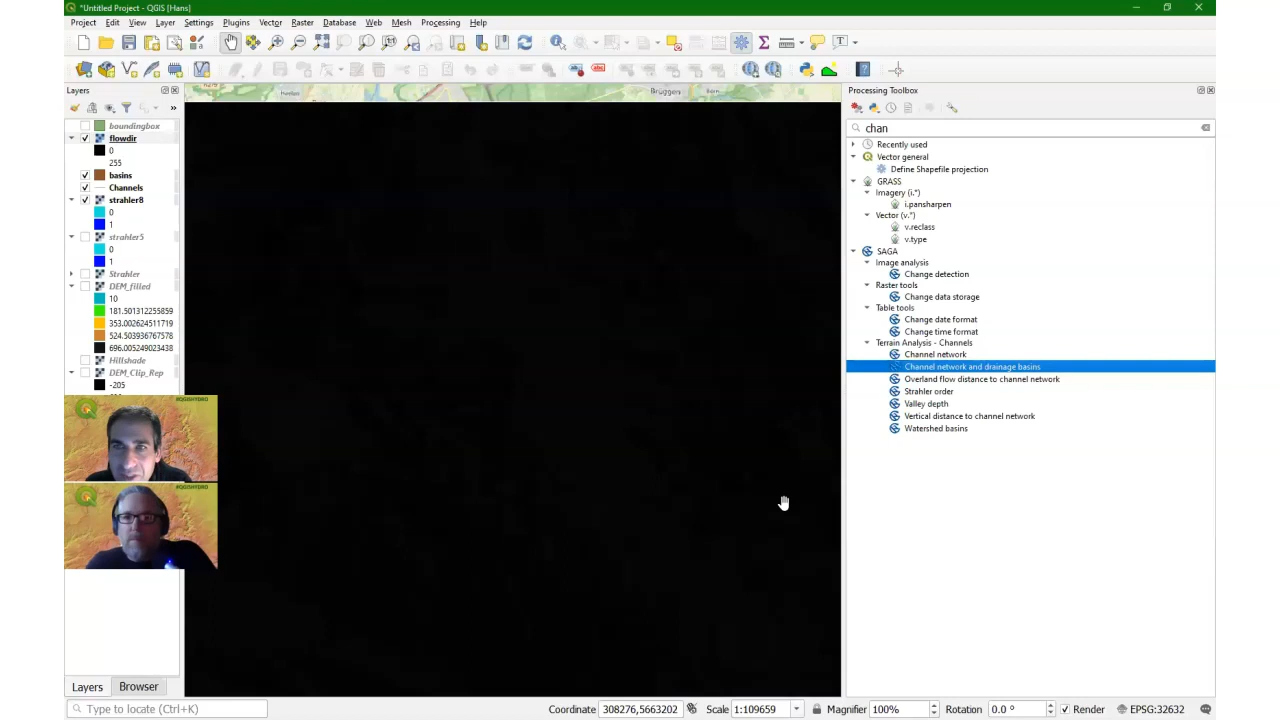 *Untitled Project - QGIS [Hans]
Project Edit View Layer Settings Plugins Vector Raster Database Web Mesh Processing Help
Layers
boundingbox
flowdir
0
255
basins
Channels
strahler8
0
1
strahler5
0
1
Strahler
DEM_filled
10
181.501312255859
353.002624511719
524.503936767578
696.005249023438
Hillshade
DEM_Clip_Rep
-205
#QGISHYDRO
#QGISHYDRO
Layers Browser
Brüggen
Processing Toolbox
chan
Recently used
Vector general
Define Shapefile projection
GRASS
Imagery (i.*)
i.pansharpen
Vector (v.*)
v.reclass
v.type
SAGA
Image analysis
Change detection
Raster tools
Change data storage
Table tools
Change date format
Change time format
Terrain Analysis - Channels
Channel network
Channel network and drainage basins
Overland flow distance to channel network
Strahler order
Valley depth
Vertical distance to channel network
Watershed basins
Type to locate (Ctrl+K) Coordinate 308276,5663202 Scale 1:109659 Magnifier 100% Rotation 0.0 ° Render EPSG:32632